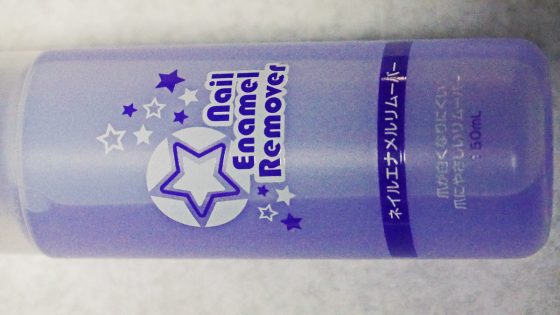 Nail
Enamel
Remover
ネイルエナメルリムーバー
爪が白くなりにくい
爪にやさしいリムーバー